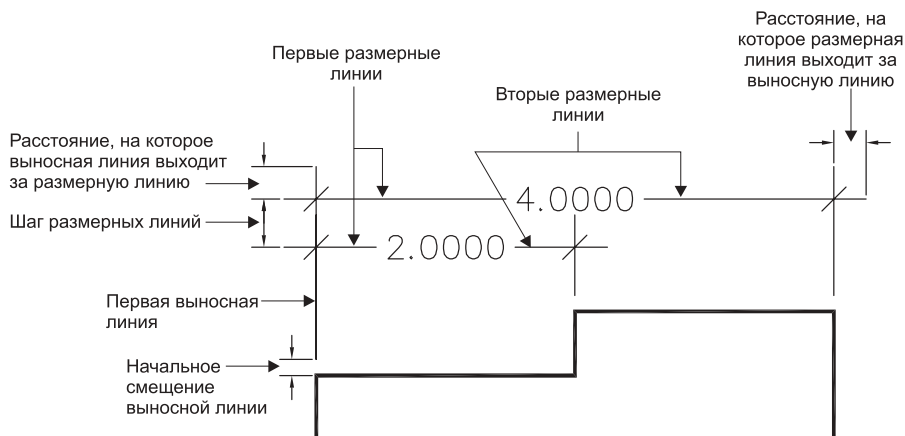 Расстояние, на
которое размерная
линия выходит за
выносную линию
Первые размерные
линии
Вторые размерные
линии
Расстояние, на которое
выносная линия выходит
за размерную линию
4.0000
Шаг размерных линий
2.0000
Первая выносная
линия
Начальное
смещение
выносной линии